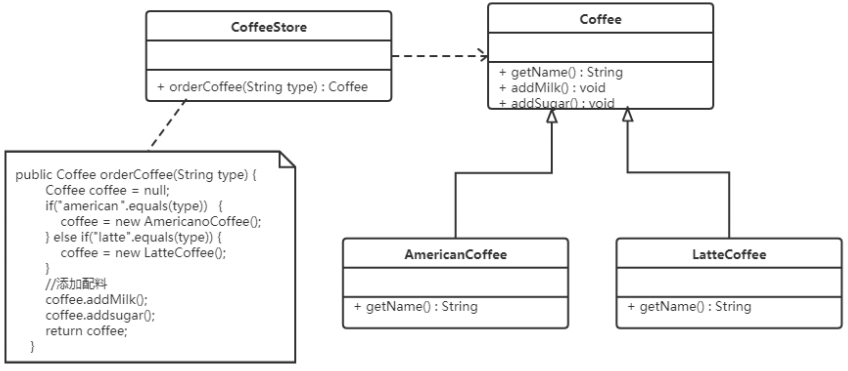 CoffeeStore
+ orderCoffee(String type) : Coffee
Coffee
+ getName() : String
+ addMilk() : void
+ addSugar() : void
public Coffee orderCoffee(String type) {
Coffee coffee = null;
if("american".equals(type)) {
coffee = new AmericanoCoffee();
} else if("latte".equals(type)) {
coffee = new LatteCoffee();
}
//添加配料
coffee.addMilk();
coffee.addsugar();
return coffee;
}
AmericanCoffee
+ getName() : String
LatteCoffee
+ getName() : String